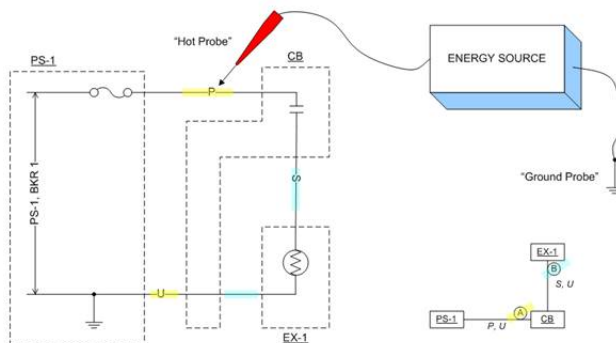 PS-1
"Hot Probe"
CB
ENERGY SOURCE
P
PS-1, BKR 1
S
"Ground Probe"
U
EX-1
EX-1
B
S, U
A
PS-1
CB
P, U